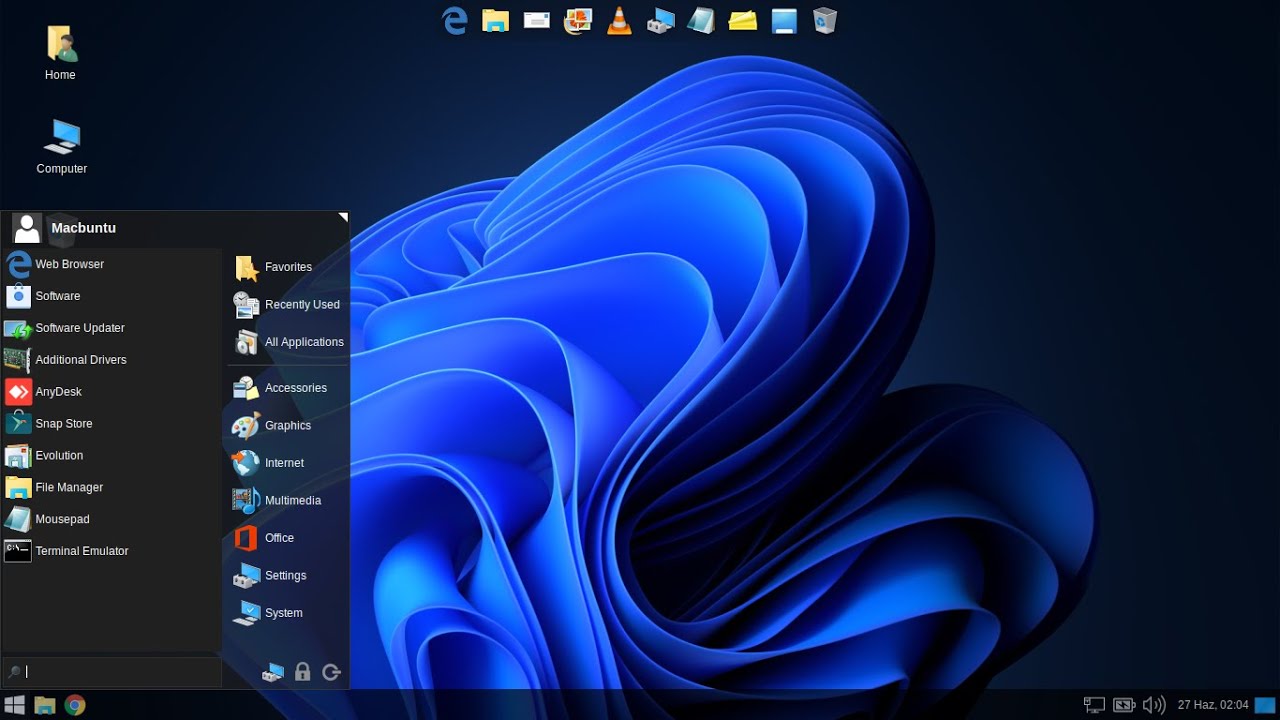 Home
Computer
Macbuntu
Web Browser
Software
Software Updater
Additional Drivers
AnyDesk
Snap Store
Evolution
File Manager
Mousepad
Terminal Emulator
Favorites
Recently Used
All Applications
Accessories
Graphics
Internet
Multimedia
Office
Settings
System
27 Haz, 02:04